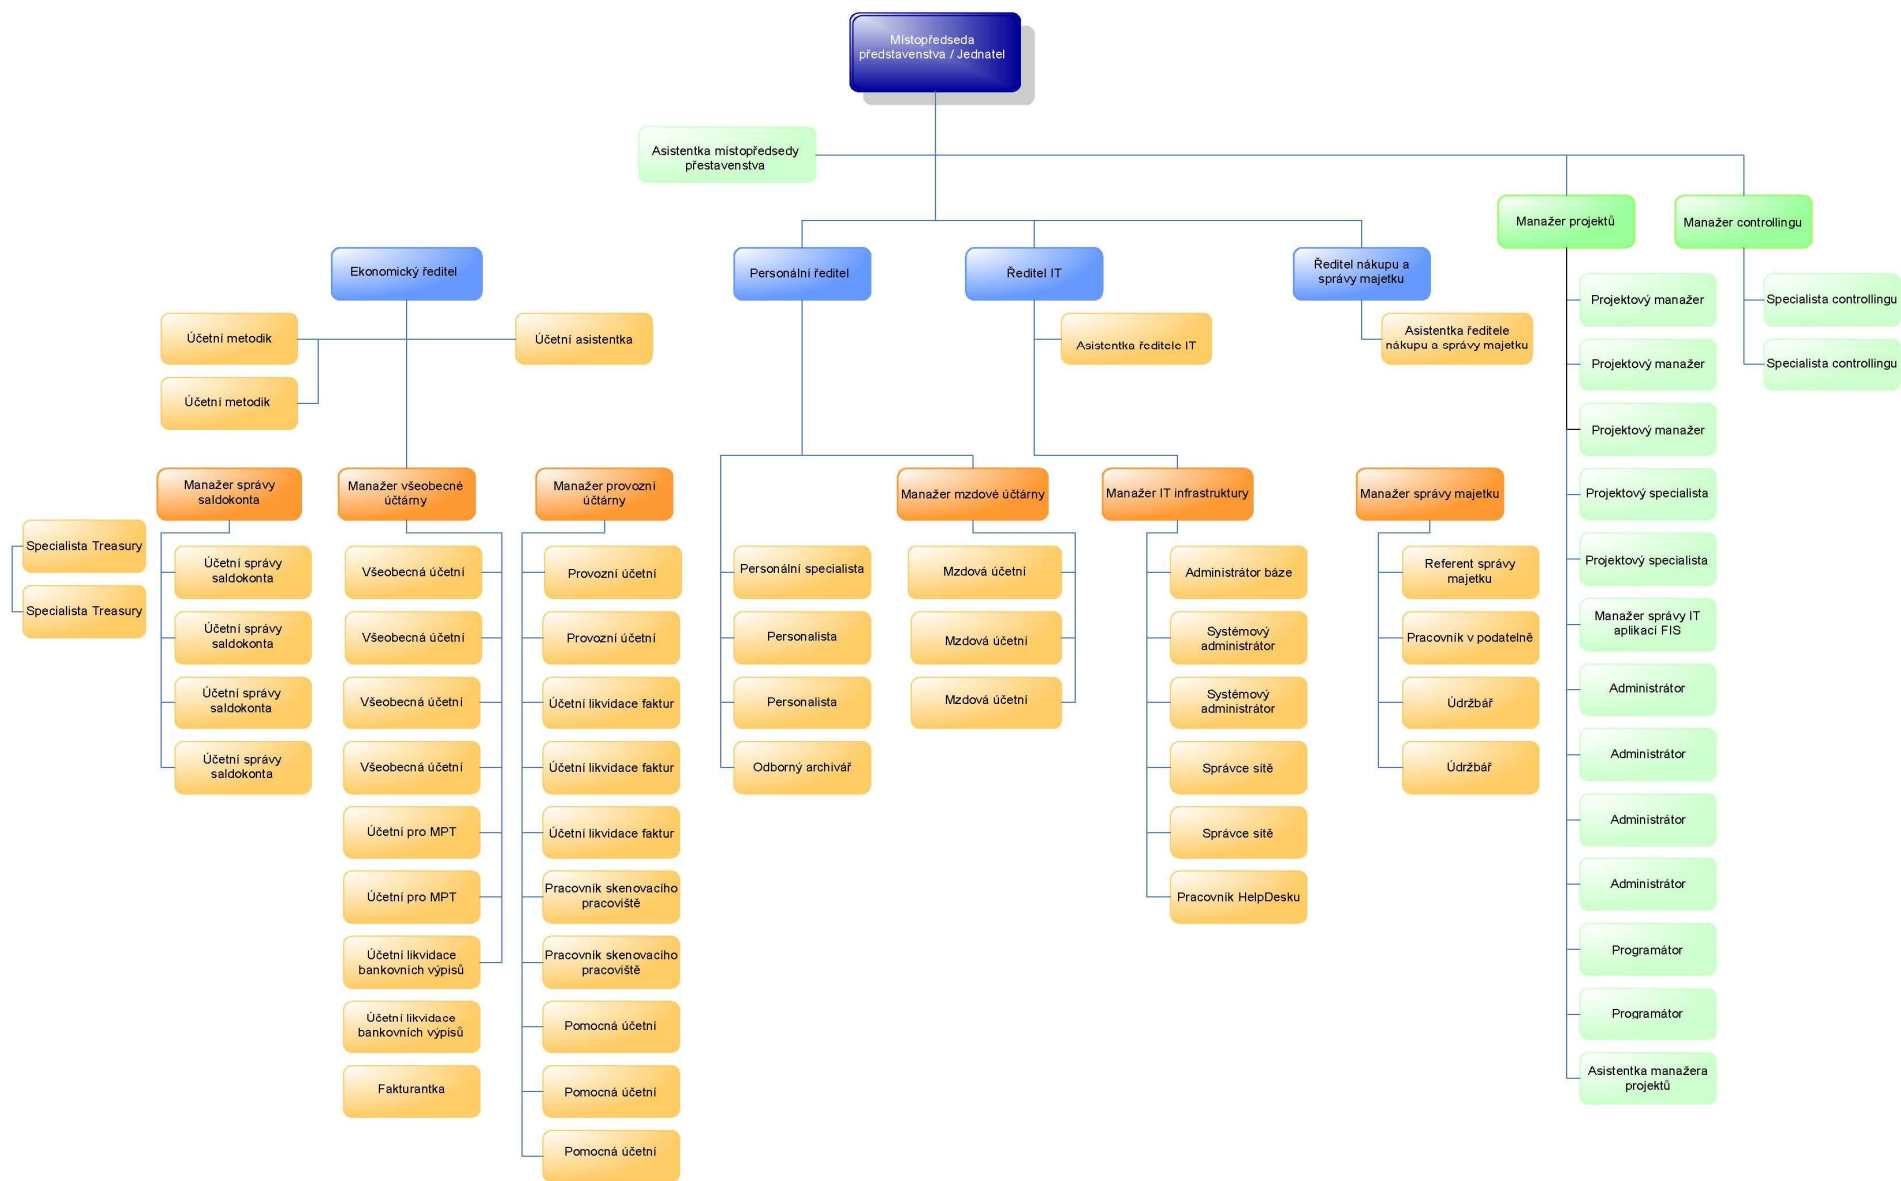 Místopředseda
představenstva / Jednatel
Asistentka místopředsedy
přestavenstva
Manažer projektů
Manažer controllingu
Ekonomický ředitel
Personální ředitel
Ředitel IT
Ředitel nákupu a
správy majetku
Účetní metodik
Účetní asistentka
Účetní metodik
Asistentka ředitele IT
Asistentka ředitele
nákupu a správy majetku
Projektový manažer
Projektový manažer
Projektový manažer
Projektový specialista
Projektový specialista
Manažer správy IT
aplikací FIS
Administrátor
Administrátor
Administrátor
Administrátor
Programátor
Programátor
Asistentka manažera
projektů
Specialista controllingu
Specialista controllingu
Manažer správy
saldokonta
Specialista Treasury
Specialista Treasury
Účetní správy
saldokonta
Účetní správy
saldokonta
Účetní správy
saldokonta
Účetní správy
saldokonta
Manažer všeobecné
účtárny
Všeobecná účetní
Všeobecná účetní
Všeobecná účetní
Všeobecná účetní
Účetní pro MPT
Účetní pro MPT
Účetní likvidace
bankovních výpisů
Účetní likvidace
bankovních výpisů
Fakturantka
Manažer provozní
účtárny
Provozní účetní
Provozní účetní
Účetní likvidace faktur
Účetní likvidace faktur
Účetní likvidace faktur
Pracovník skenovacího
pracoviště
Pracovník skenovacího
pracoviště
Pomocná účetní
Pomocná účetní
Pomocná účetní
Personální specialista
Personalista
Personalista
Odborný archivář
Manažer mzdové účtárny
Mzdová účetní
Mzdová účetní
Mzdová účetní
Manažer IT infrastruktury
Administrátor báze
Systémový
administrátor
Systémový
administrátor
Správce sítě
Správce sítě
Pracovník HelpDesku
Manažer správy majetku
Referent správy
majetku
Pracovník v podatelně
Údržbář
Údržbář